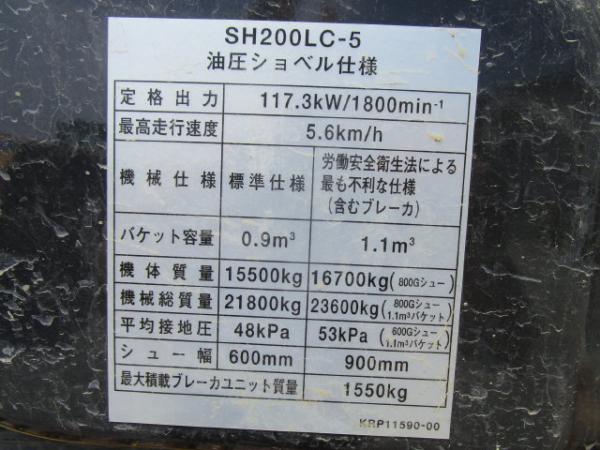 SH200LC-5
油圧ショベル仕様
定格出力 117.3kW/1800min⁻¹
最高走行速度 5.6km/h
機械仕様 標準仕様 労働安全衛生法による
最も不利な仕様
(含むブレーカ)
バケット容量 0.9m³ 1.1m³
機体質量 15500kg 16700kg(800Gシュー)
機械総質量 21800kg 23600kg(800Gシュー 1.1m³バケット)
平均接地圧 48kPa 53kPa(600Gシュー 1.1m³バケット)
シュー幅 600mm 900mm
最大積載ブレーカユニット質量 1550kg
KRP11590-00